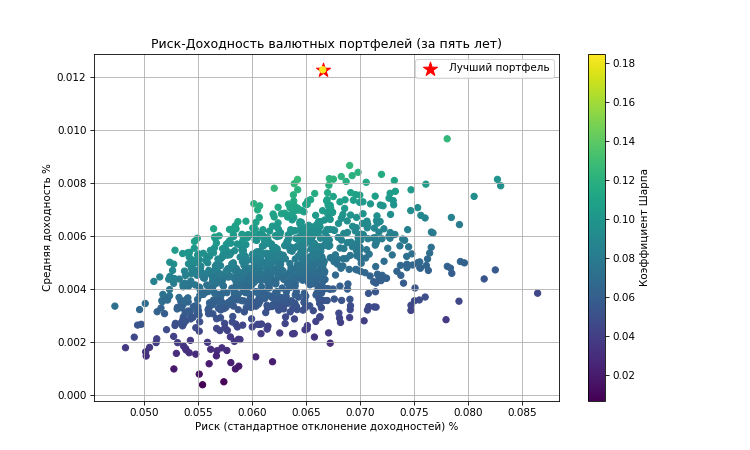 Риск-Доходность валютных портфелей (за пять лет)
Лучший портфель
Средняя доходность %
0.012
0.010
0.008
0.006
0.004
0.002
0.000
0.050 0.055 0.060 0.065 0.070 0.075 0.080 0.085
Риск (стандартное отклонение доходностей) %
0.18
0.16
0.14
0.12
0.10
0.08
0.06
0.04
0.02
Коэффициент Шарпа